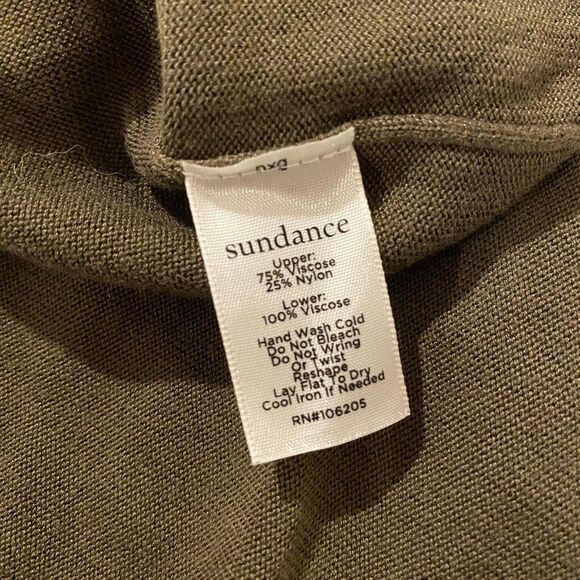 sundance
Upper:
75% Viscose
25% Nylon
Lower:
100% Viscose
Hand Wash Cold
Do Not Bleach
Do Not Wring
Or Twist
Reshape
Lay Flat To Dry
Cool Iron If Needed
RN#106205